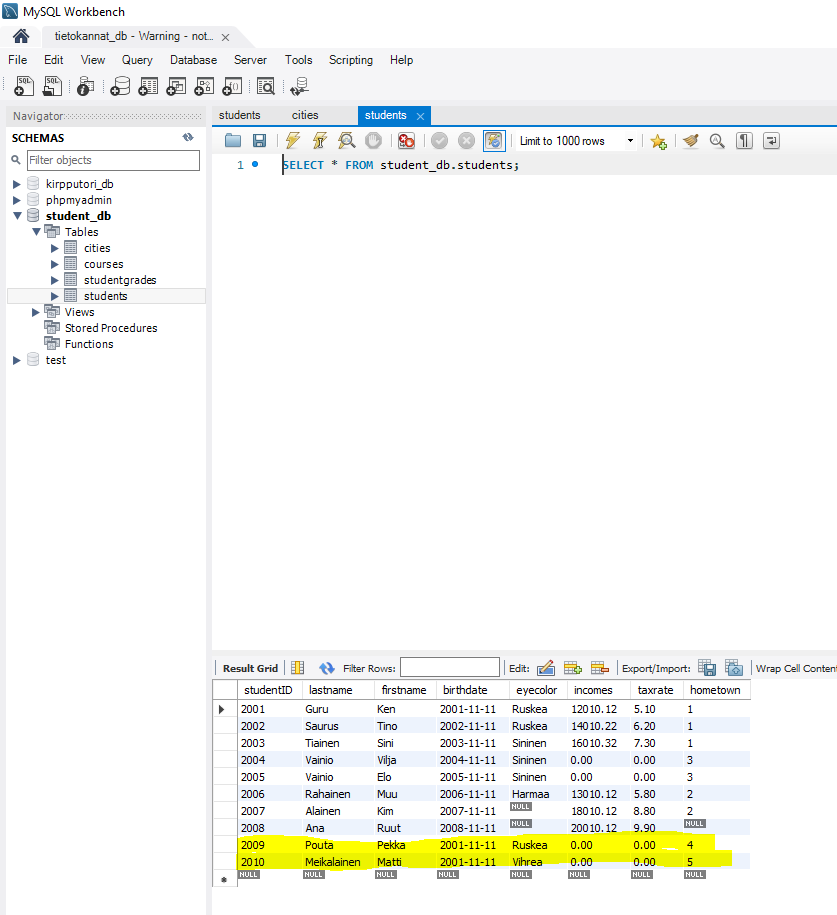 MySQL Workbench
tietokannat_db - Warning - not...
File Edit View Query Database Server Tools Scripting Help
Navigator
students cities students
SCHEMAS
Limit to 1000 rows
Filter objects
1 SELECT * FROM student_db.students;
kirpputori_db
phpmyadmin
student_db
Tables
cities
courses
studentgrades
students
Views
Stored Procedures
Functions
test
Result Grid Filter Rows: Edit: Export/Import: Wrap Cell Conten
studentID lastname firstname birthdate eyecolor incomes taxrate hometown
2001 Guru Ken 2001-11-11 Ruskea 12010.12 5.10 1
2002 Saurus Tino 2002-11-11 Ruskea 14010.22 6.20 1
2003 Tiainen Sini 2003-11-11 Sininen 16010.32 7.30 1
2004 Vainio Vilja 2004-11-11 Sininen 0.00 0.00 3
2005 Vainio Elo 2005-11-11 Sininen 0.00 0.00 3
2006 Rahainen Muu 2006-11-11 Harmaa 13010.12 5.80 2
2007 Alainen Kim 2007-11-11 NULL 18010.12 8.80 2
2008 Ana Ruut 2008-11-11 NULL 20010.12 9.90 NULL
2009 Pouta Pekka 2001-11-11 Ruskea 0.00 0.00 4
2010 Meikalainen Matti 2001-11-11 Vihrea 0.00 0.00 5
NULL NULL NULL NULL NULL NULL NULL NULL